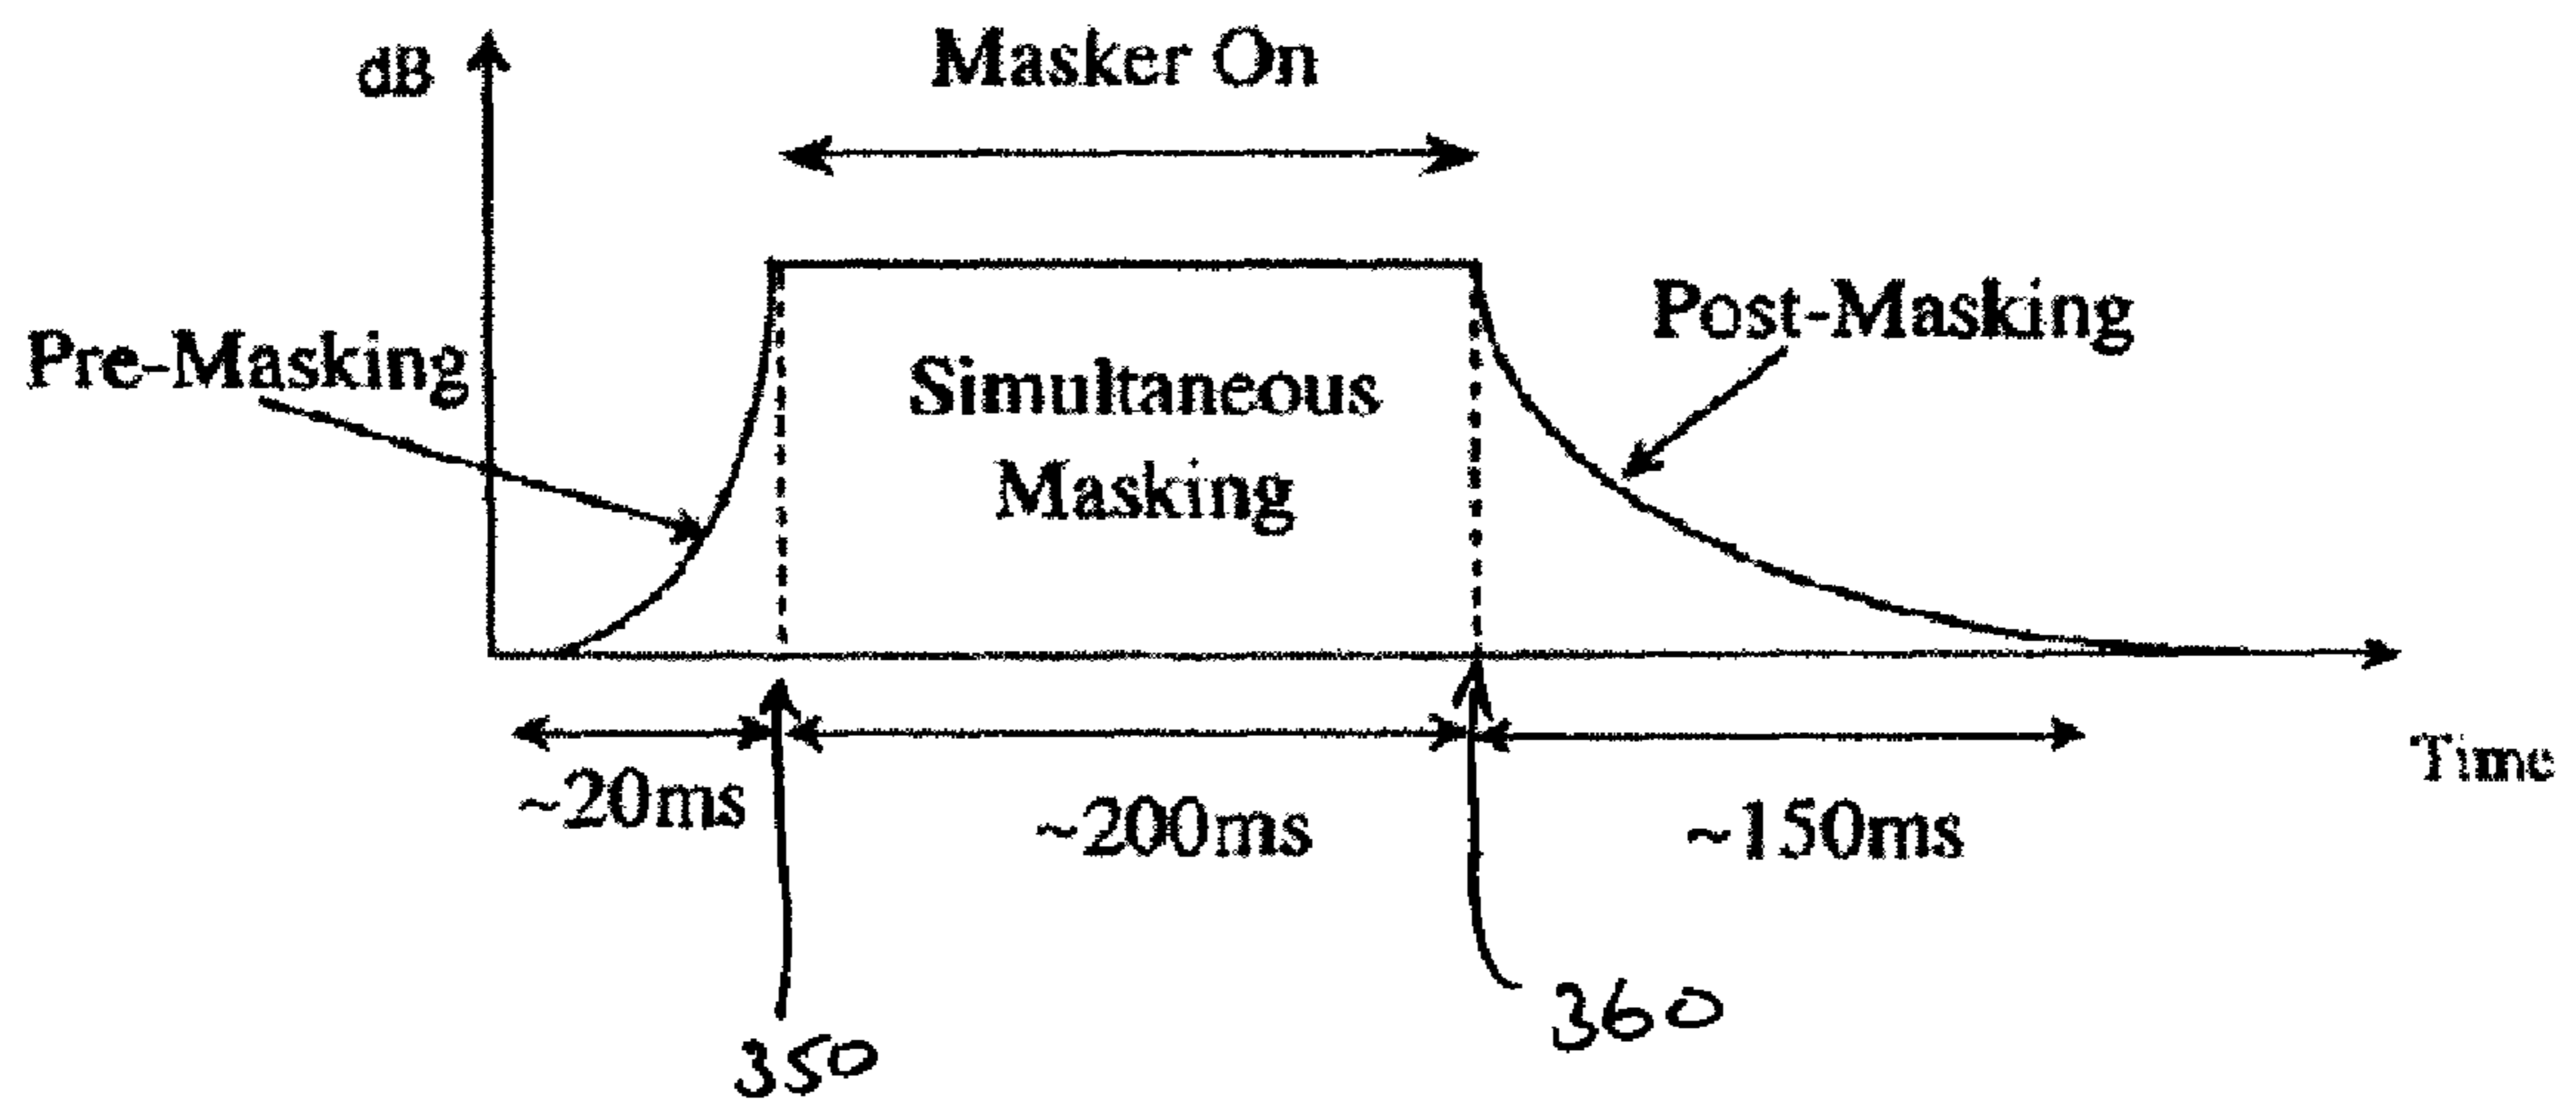 dB
Masker On
Pre-Masking
Simultaneous
Masking
Post-Masking
~20ms
~200ms
~150ms
Time
350
360